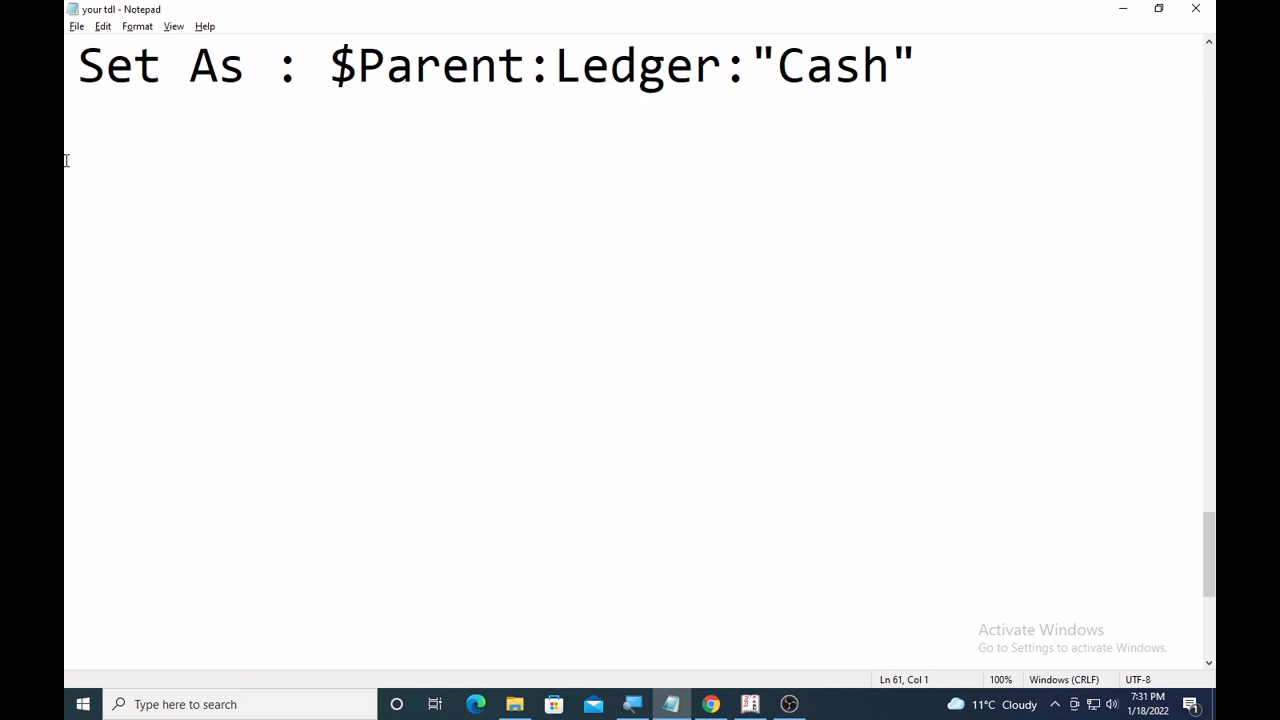 your tdl - Notepad
File Edit Format View Help
Set As : $Parent:Ledger:"Cash"
Activate Windows
Go to Settings to activate Windows.
Ln 61, Col 1 100% Windows (CRLF) UTF-8
Type here to search
11°C Cloudy
7:31 PM
1/18/2022
1